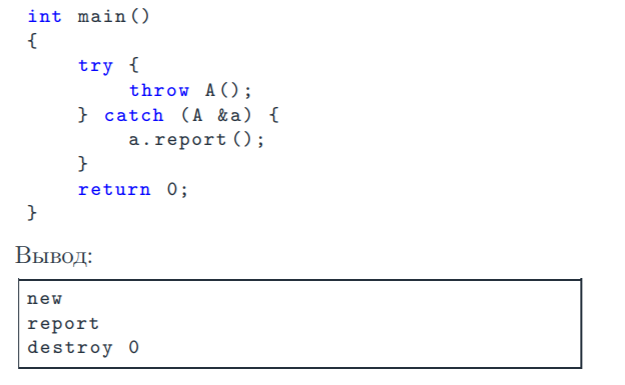 int main()
{
    try {
        throw A();
    } catch (A &a) {
        a.report();
    }
    return 0;
}
Вывод:
new
report
destroy 0